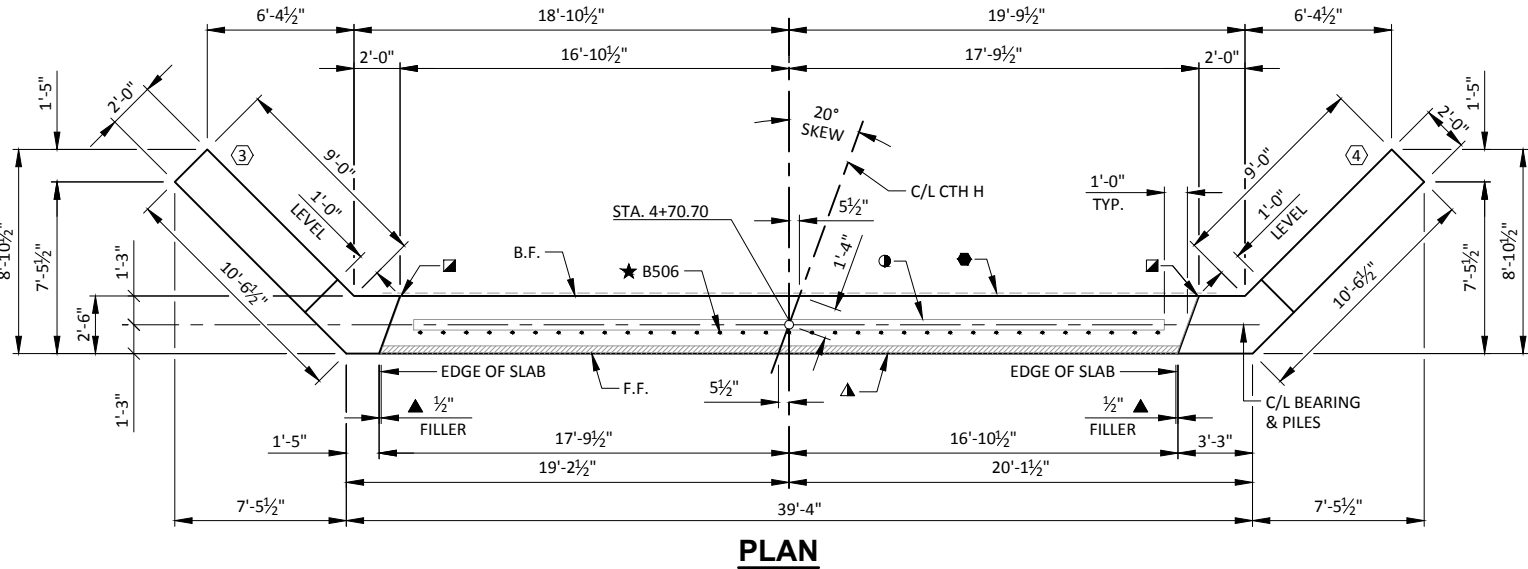 6'-4½"
18'-10½"
19'-9½"
6'-4½"
2'-0"
16'-10½"
17'-9½"
2'-0"
1'-5"
2'-0"
20°
SKEW
1'-5"
2'-0"
3
4
9'-0"
9'-0"
1'-0"
LEVEL
1'-0"
LEVEL
C/L CTH H
1'-0"
TYP.
STA. 4+70.70
5½"
1'-4"
8'-10½"
7'-5½"
1'-3"
2'-6"
1'-3"
10'-6½"
B.F.
★ B506
7'-5½"
8'-10½"
10'-6½"
EDGE OF SLAB
F.F.
5½"
EDGE OF SLAB
C/L BEARING
& PILES
▲ ½"
FILLER
½" ▲
FILLER
1'-5"
17'-9½"
16'-10½"
3'-3"
19'-2½"
20'-1½"
7'-5½"
39'-4"
7'-5½"
PLAN